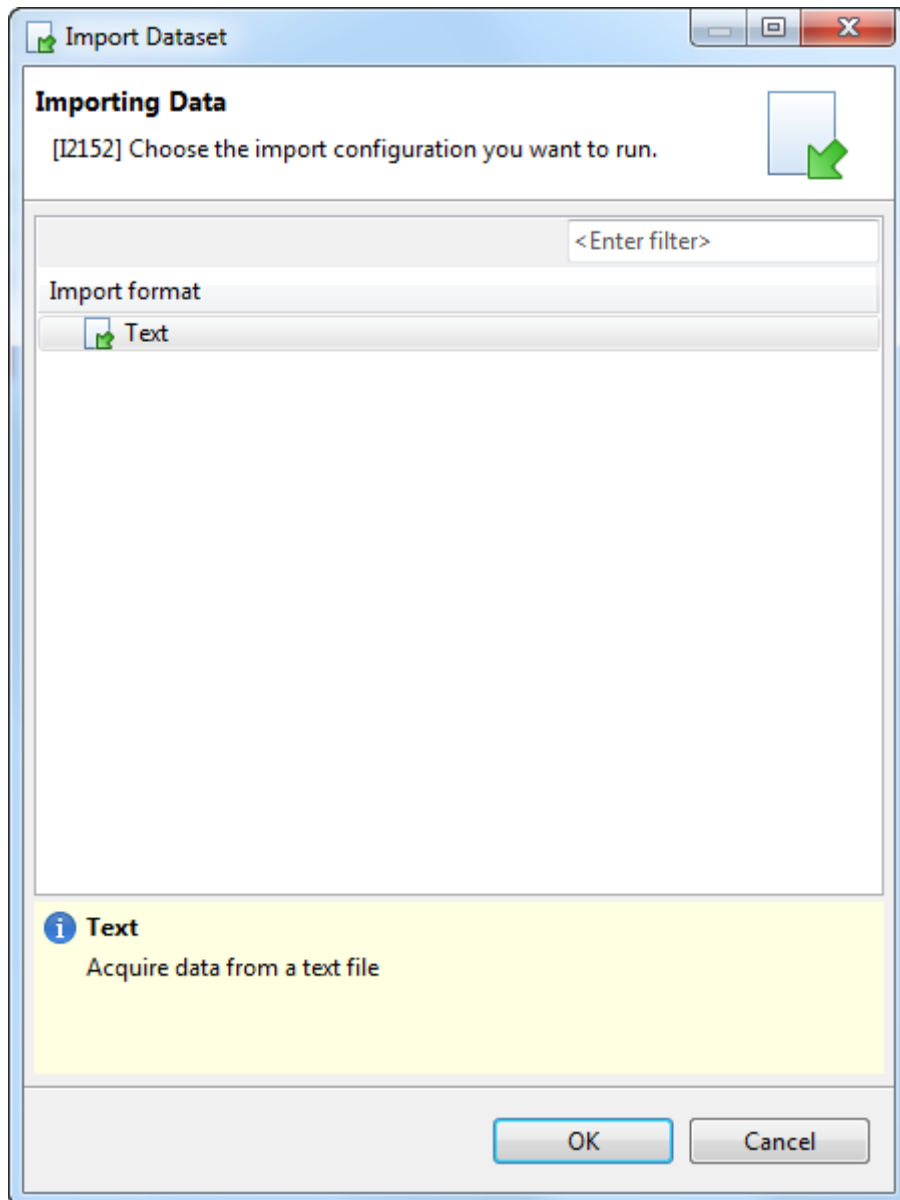 Import Dataset
Importing Data
[I2152] Choose the import configuration you want to run.
<Enter filter>
Import format
Text
Text
Acquire data from a text file
OK
Cancel